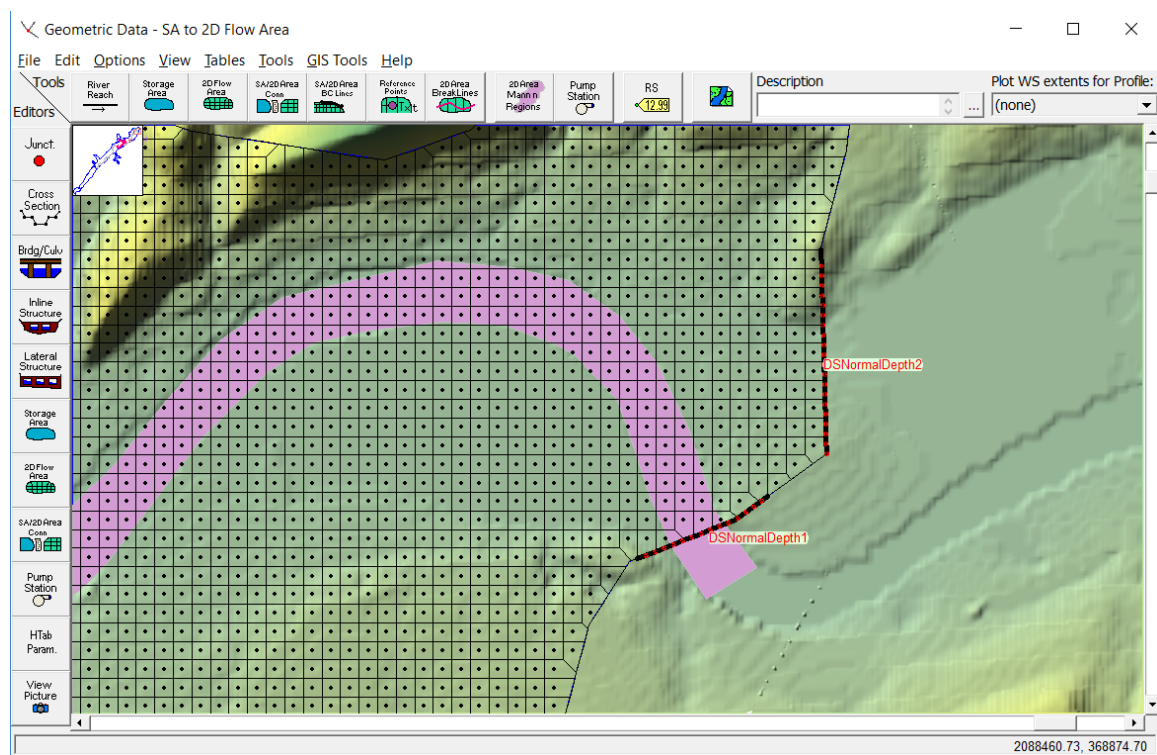 Geometric Data - SA to 2D Flow Area
File Edit Options View Tables Tools GIS Tools Help
Tools
Editors
River
Reach
Storage
Area
2D Flow
Area
SA/2D Area
Conn
SA/2D Area
BC Lines
Reference
Points
2D Area
BreakLines
2D Area
Mann n
Regions
Pump
Station
RS
12.99
Description
...
Plot WS extents for Profile:
(none)
Junct.
Cross
Section
Brdg/Culv
Inline
Structure
Lateral
Structure
Storage
Area
2D Flow
Area
SA/2D Area
Conn
Pump
Station
HTab
Param.
View
Picture
DSNormalDepth2
DSNormalDepth1
2088460.73, 368874.70